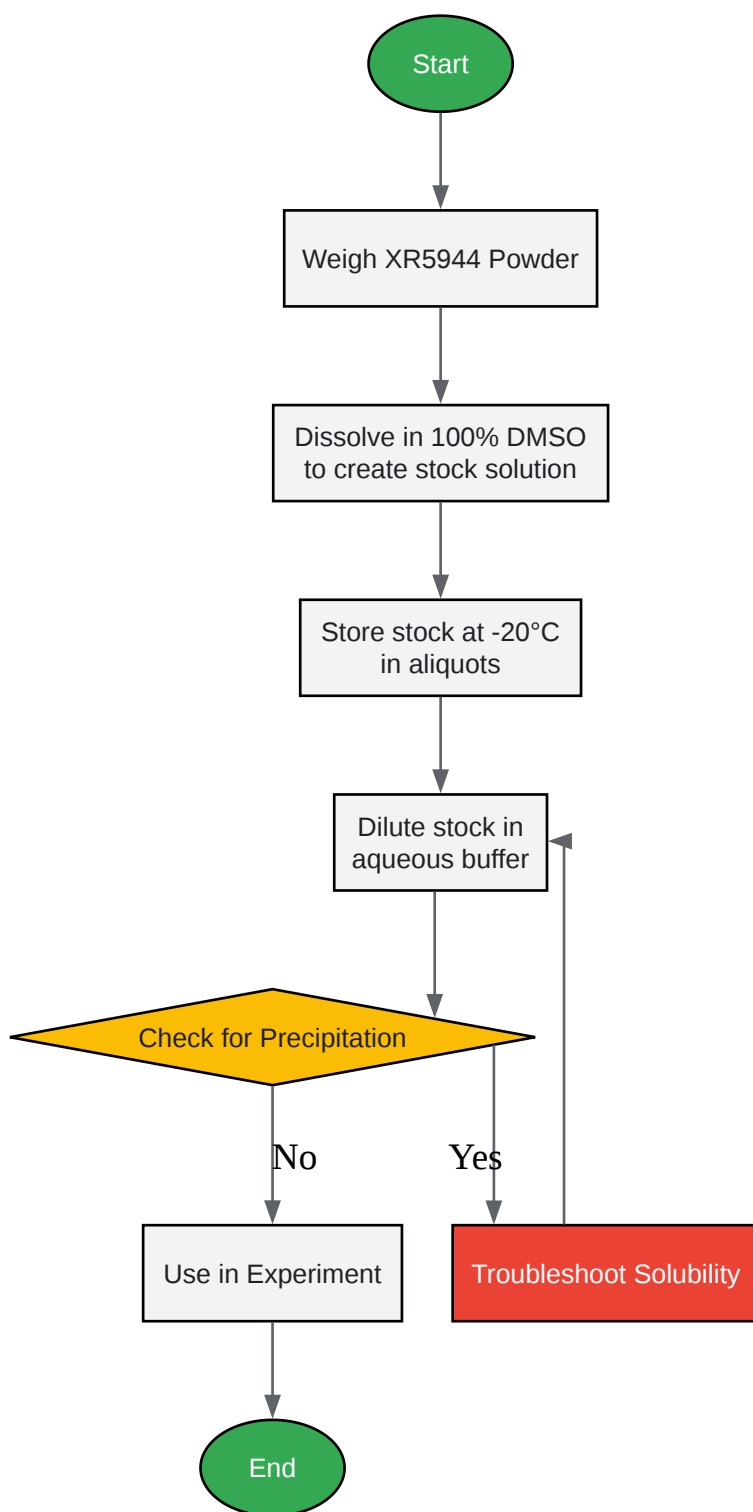 Start
Weigh XR5944 Powder
Dissolve in 100% DMSO
to create stock solution
Store stock at -20°C
in aliquots
Dilute stock in
aqueous buffer
Check for Precipitation
No
Yes
Use in Experiment
Troubleshoot Solubility
End